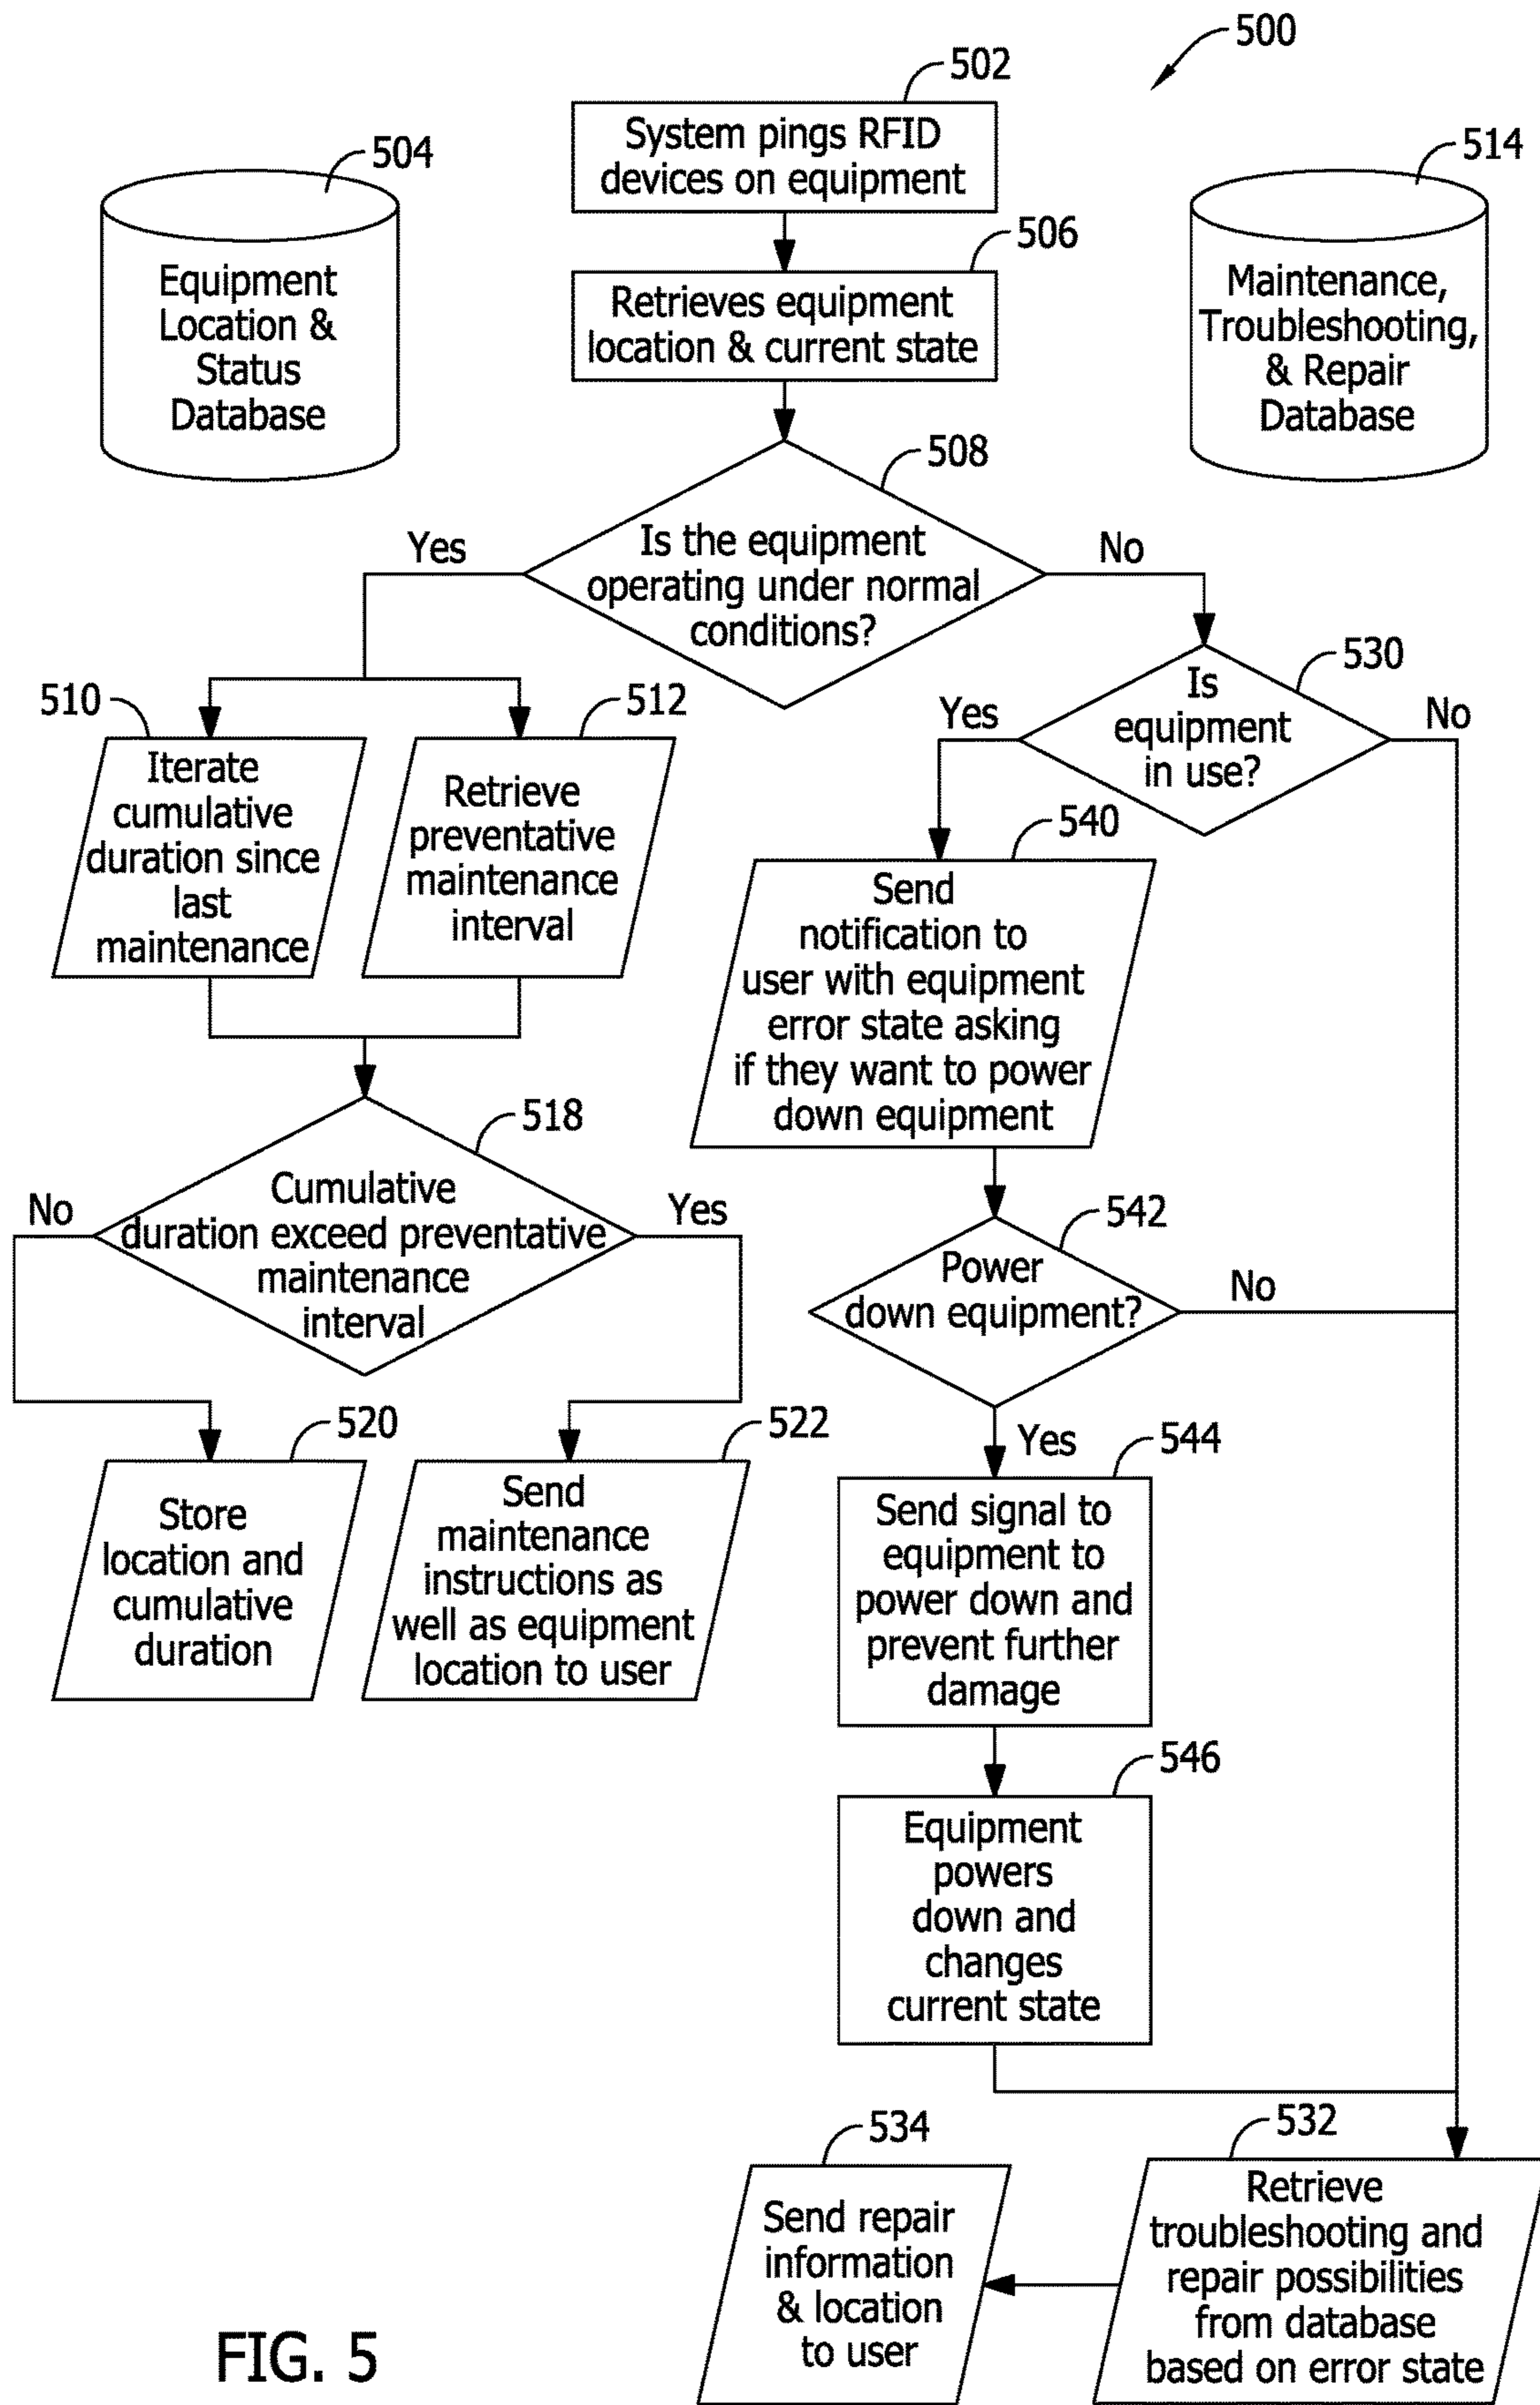 500
502
System pings RFID
devices on equipment
504
Equipment
Location &
Status
Database
514
Maintenance,
Troubleshooting,
& Repair
Database
506
Retrieves equipment
location & current state
508
Is the equipment
operating under normal
conditions?
Yes
No
510
Iterate
cumulative
duration since
last
maintenance
512
Retrieve
preventative
maintenance
interval
530
Is
equipment
in use?
Yes
No
540
Send
notification to
user with equipment
error state asking
if they want to power
down equipment
518
Cumulative
duration exceed preventative
maintenance
interval
No
Yes
542
Power
down equipment?
No
Yes
520
Store
location and
cumulative
duration
522
Send
maintenance
instructions as
well as equipment
location to user
544
Send signal to
equipment to
power down and
prevent further
damage
546
Equipment
powers
down and
changes
current state
534
Send repair
information
& location
to user
532
Retrieve
troubleshooting and
repair possibilities
from database
based on error state
FIG. 5